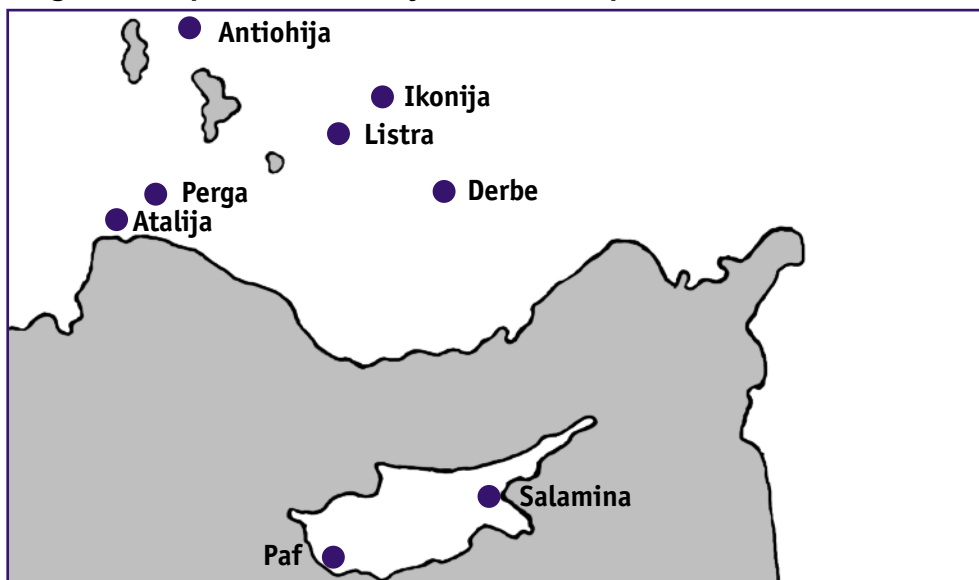 Antiohija
Ikonija
Listra
Perga
Derbe
Atalija
Salamina
Paf